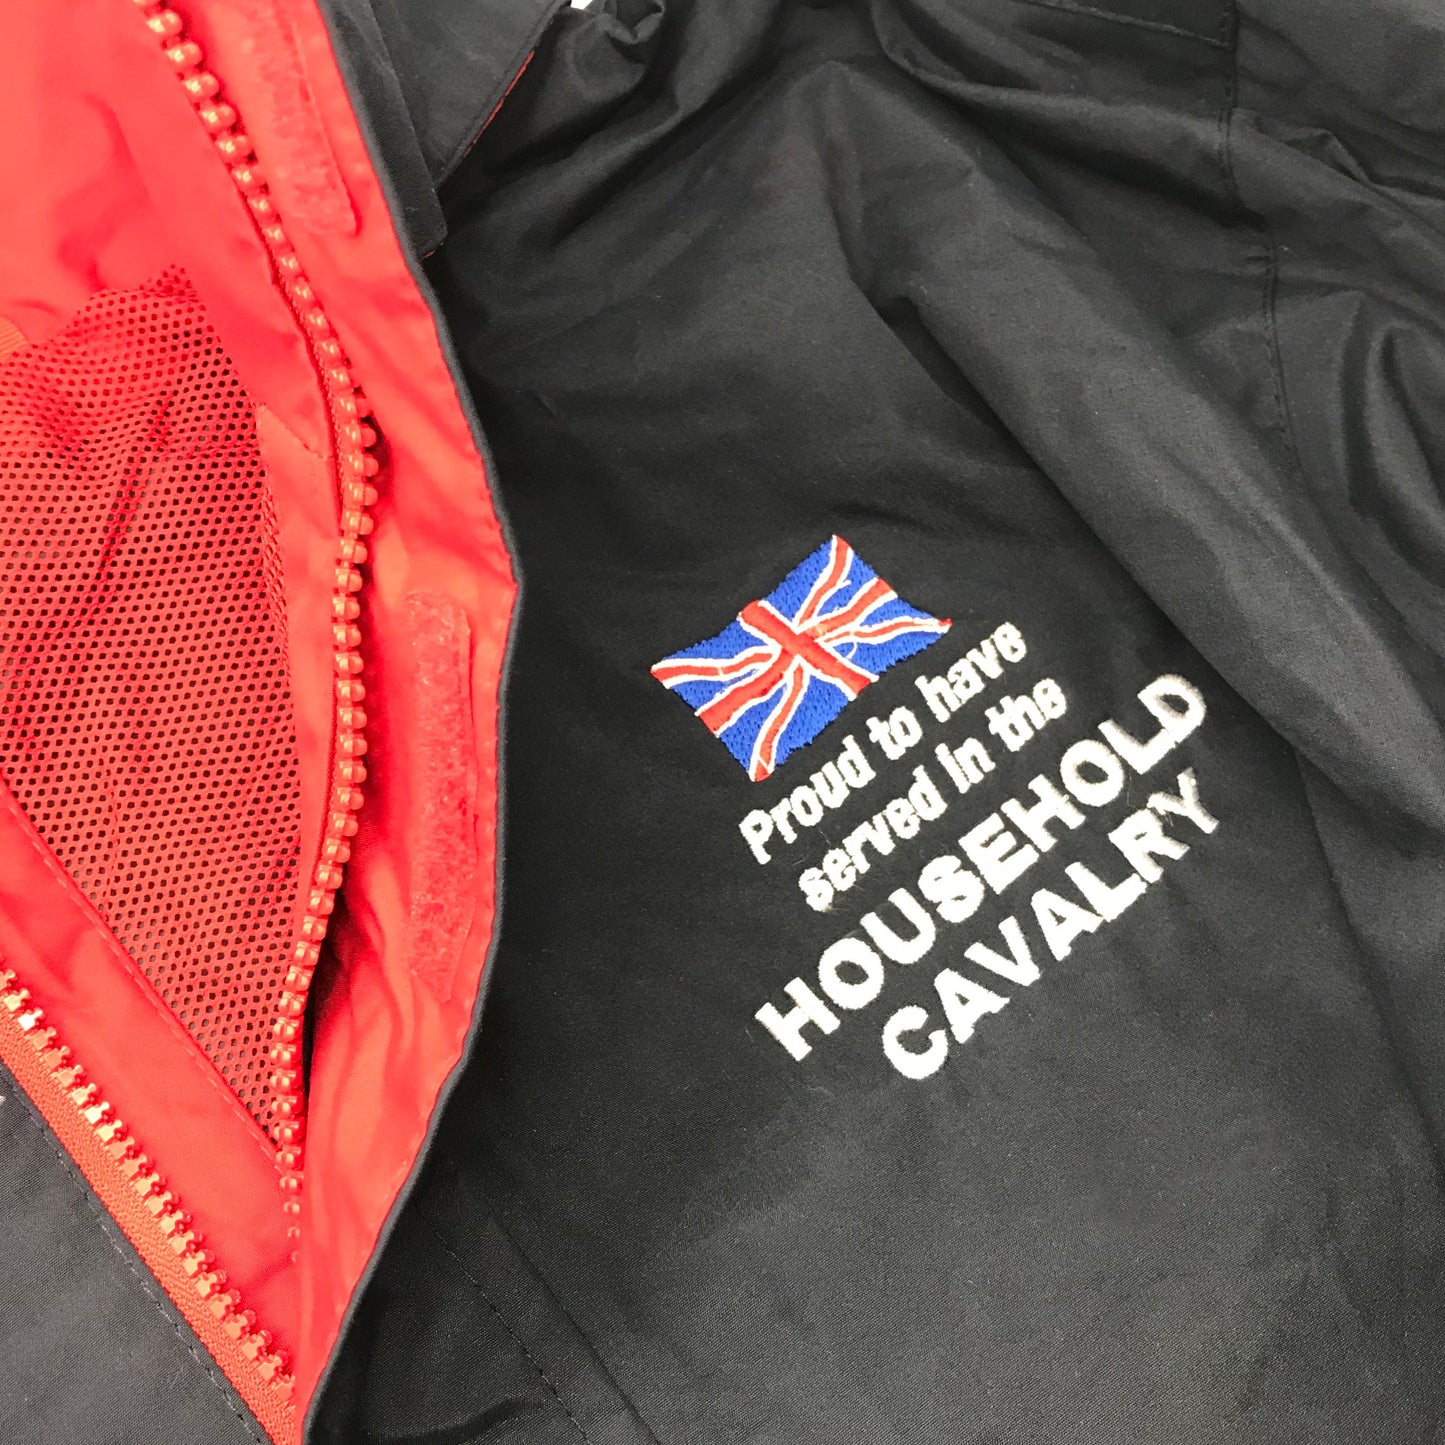 Proud to have
served in the
HOUSEHOLD
CAVALRY